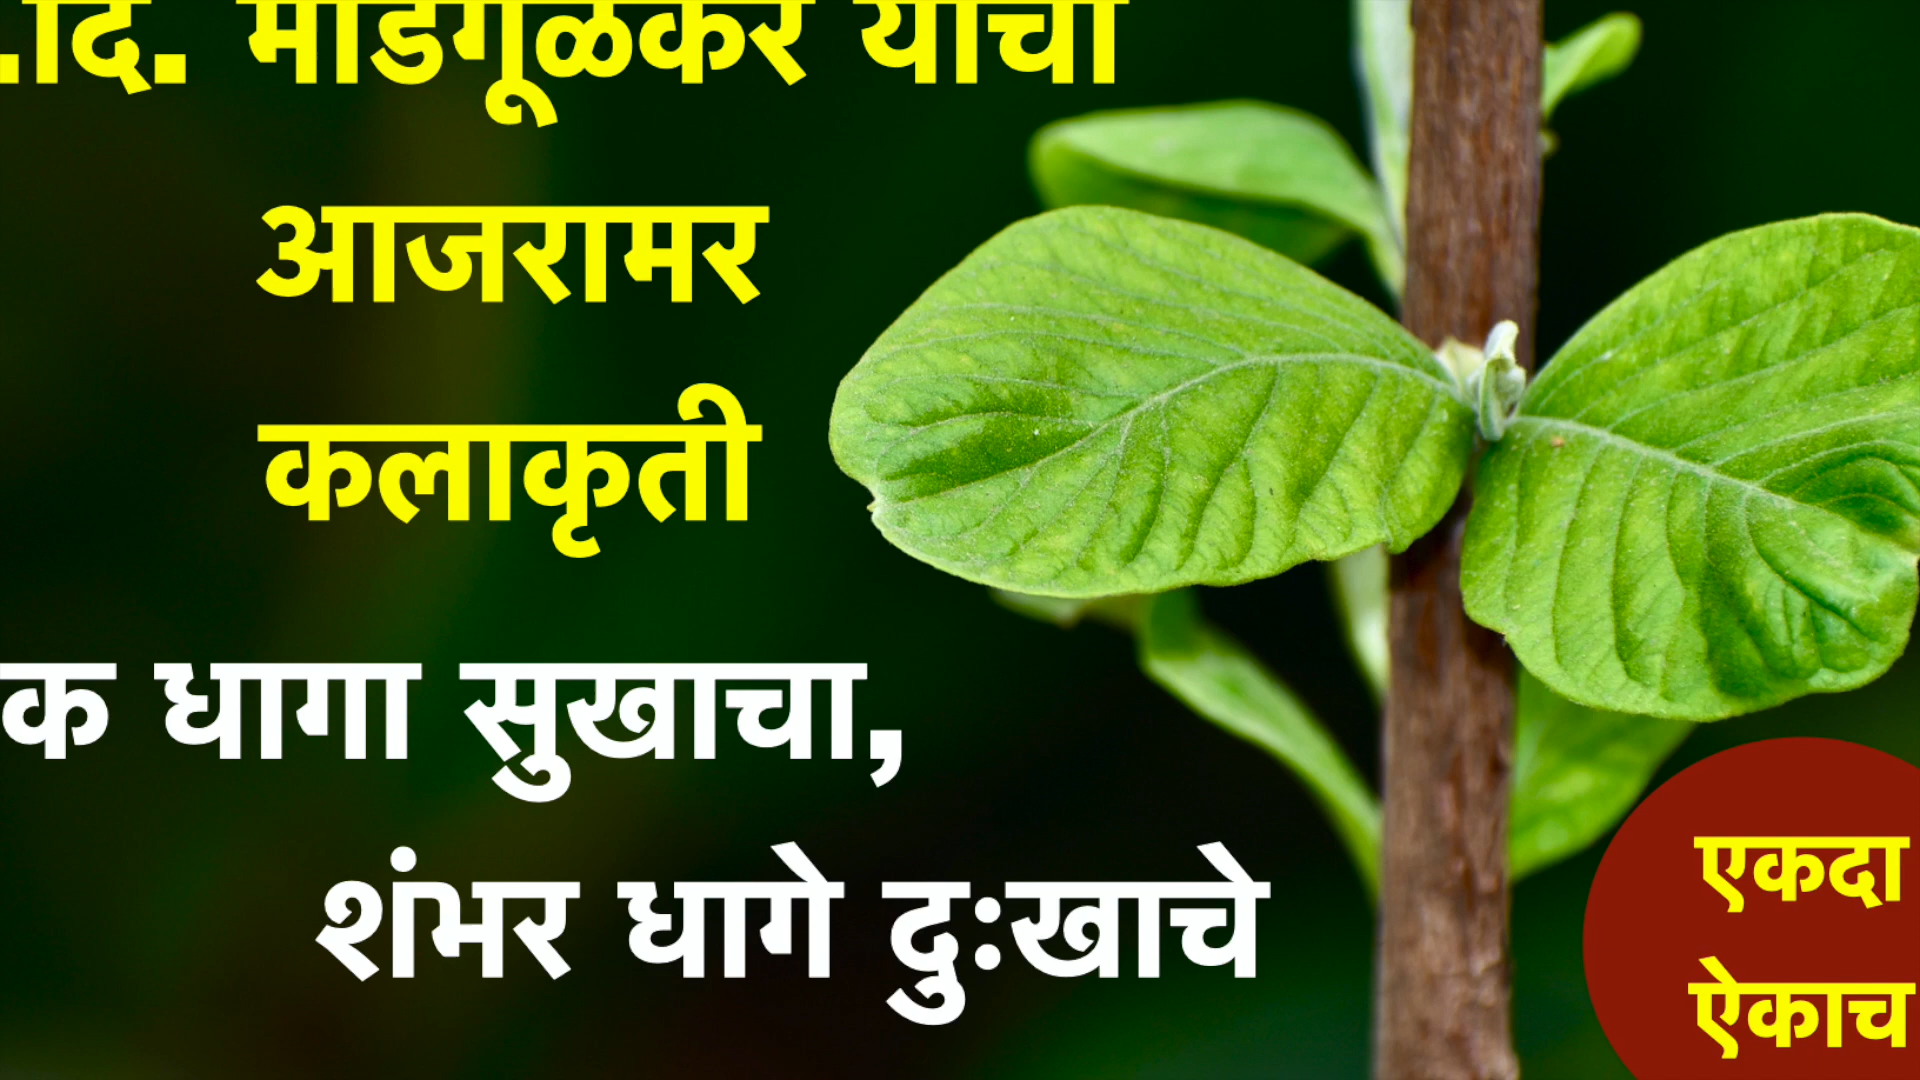 .दि. माडगूळकर यांची
आजरामर
कलाकृती
क धागा सुखाचा,
शंभर धागे दुःखाचे
एकदा
ऐकाच